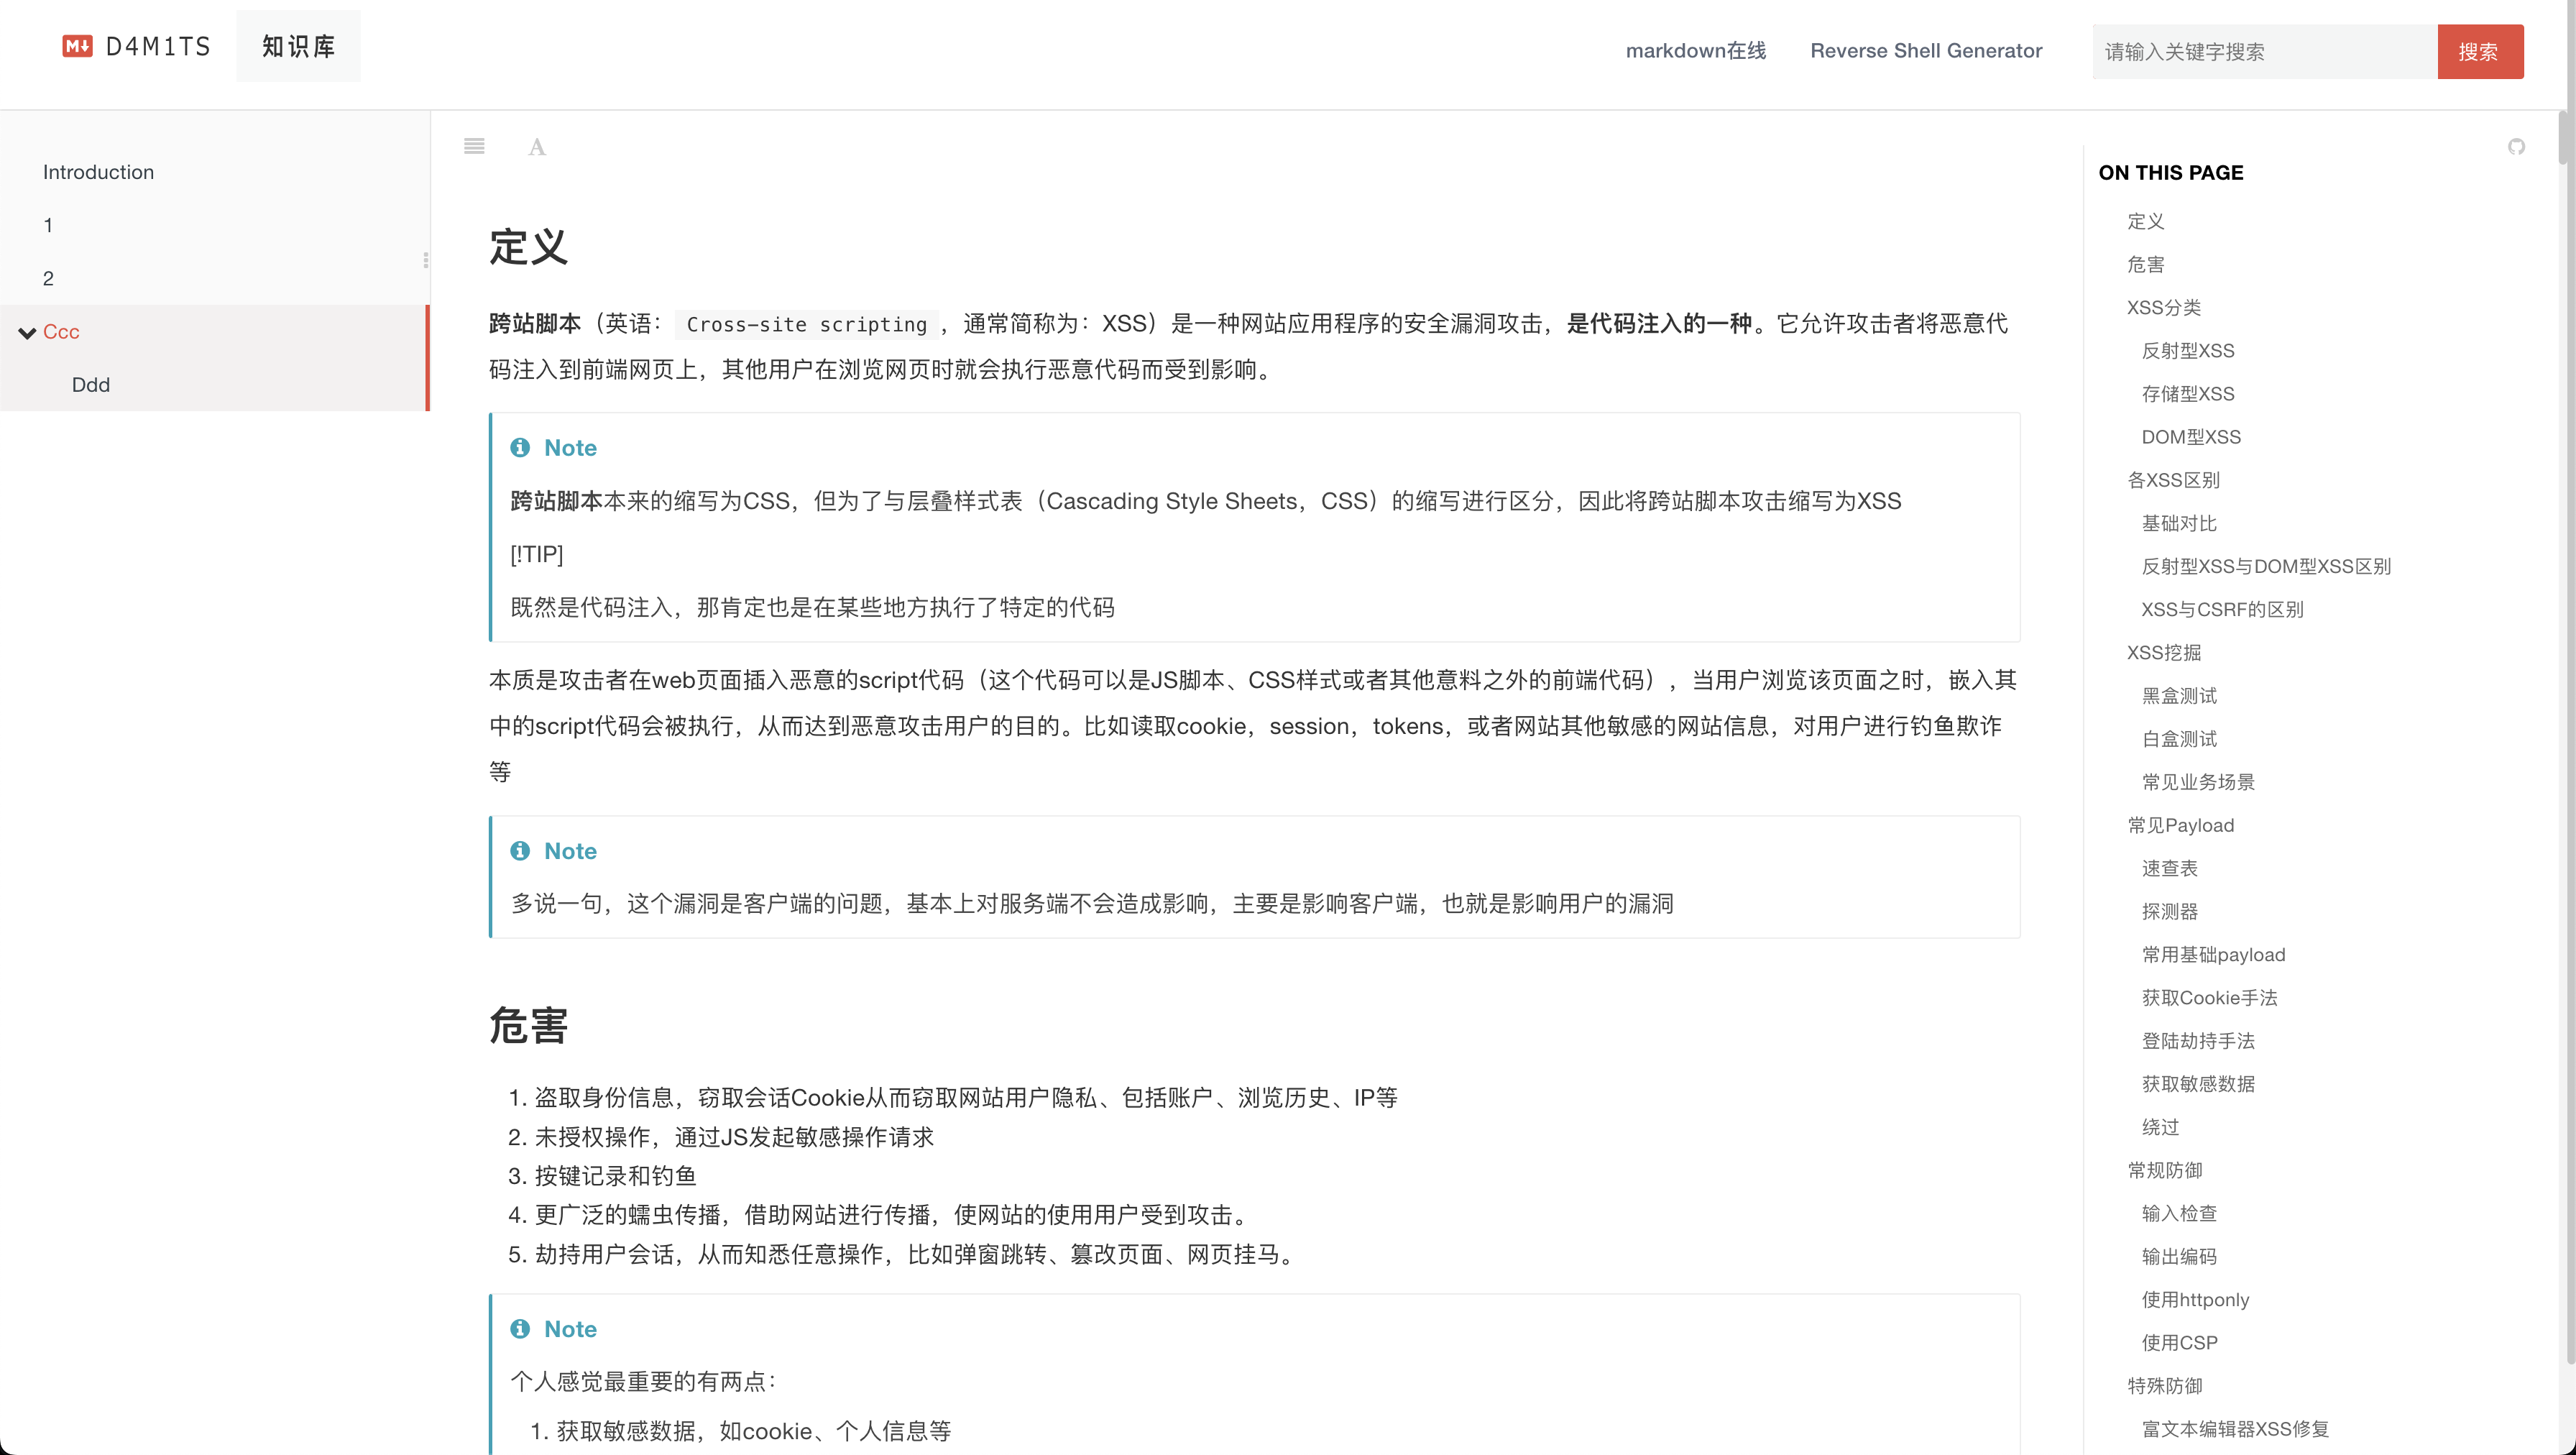 M↓ D4M1TS 知识库 markdown在线 Reverse Shell Generator 请输入关键字搜索 搜索
Introduction
1
2
Ccc
Ddd
A
定义
跨站脚本（英语：Cross-site scripting，通常简称为：XSS）是一种网站应用程序的安全漏洞攻击，是代码注入的一种。它允许攻击者将恶意代
码注入到前端网页上，其他用户在浏览网页时就会执行恶意代码而受到影响。
Note
跨站脚本本来的缩写为CSS，但为了与层叠样式表（Cascading Style Sheets，CSS）的缩写进行区分，因此将跨站脚本攻击缩写为XSS
[!TIP]
既然是代码注入，那肯定也是在某些地方执行了特定的代码
本质是攻击者在web页面插入恶意的script代码（这个代码可以是JS脚本、CSS样式或者其他意料之外的前端代码），当用户浏览该页面之时，嵌入其
中的script代码会被执行，从而达到恶意攻击用户的目的。比如读取cookie，session，tokens，或者网站其他敏感的网站信息，对用户进行钓鱼欺诈
等
Note
多说一句，这个漏洞是客户端的问题，基本上对服务端不会造成影响，主要是影响客户端，也就是影响用户的漏洞
危害
1. 盗取身份信息，窃取会话Cookie从而窃取网站用户隐私、包括账户、浏览历史、IP等
2. 未授权操作，通过JS发起敏感操作请求
3. 按键记录和钓鱼
4. 更广泛的蠕虫传播，借助网站进行传播，使网站的使用用户受到攻击。
5. 劫持用户会话，从而知悉任意操作，比如弹窗跳转、篡改页面、网页挂马。
Note
个人感觉最重要的有两点：
1. 获取敏感数据，如cookie、个人信息等
ON THIS PAGE
定义
危害
XSS分类
反射型XSS
存储型XSS
DOM型XSS
各XSS区别
基础对比
反射型XSS与DOM型XSS区别
XSS与CSRF的区别
XSS挖掘
黑盒测试
白盒测试
常见业务场景
常见Payload
速查表
探测器
常用基础payload
获取Cookie手法
登陆劫持手法
获取敏感数据
绕过
常规防御
输入检查
输出编码
使用httponly
使用CSP
特殊防御
富文本编辑器XSS修复